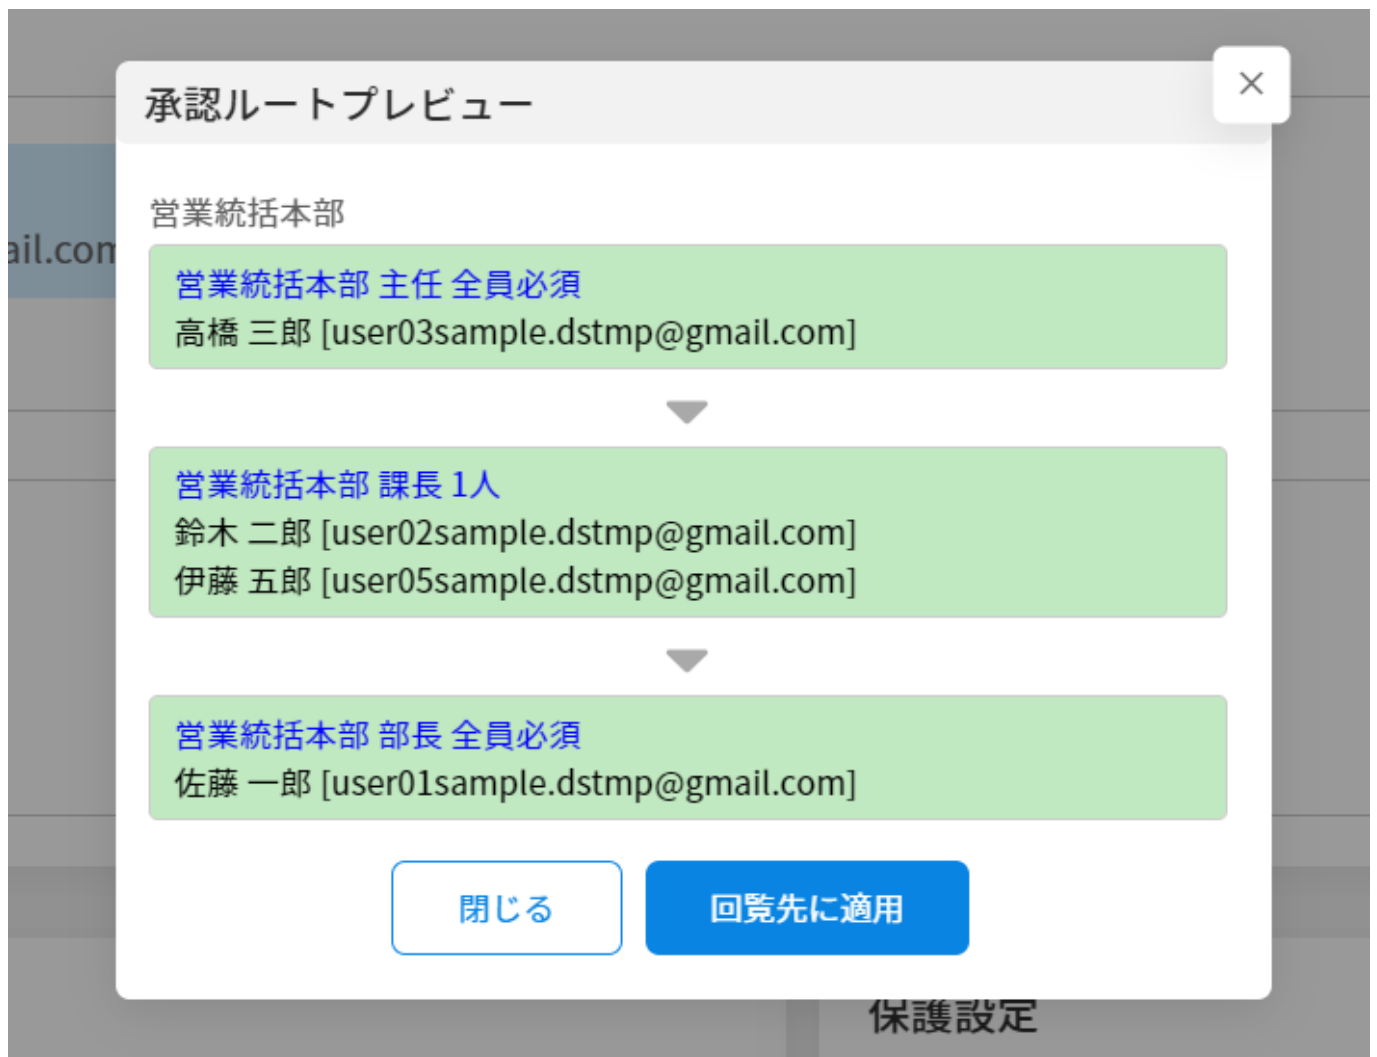 承認ルートプレビュー
×
営業統括本部
ail.com
営業統括本部 主任 全員必須
高橋 三郎 [user03sample.dstmp@gmail.com]
営業統括本部 課長 1人
鈴木 二郎 [user02sample.dstmp@gmail.com]
伊藤 五郎 [user05sample.dstmp@gmail.com]
営業統括本部 部長 全員必須
佐藤 一郎 [user01sample.dstmp@gmail.com]
閉じる
回覧先に適用
保護設定